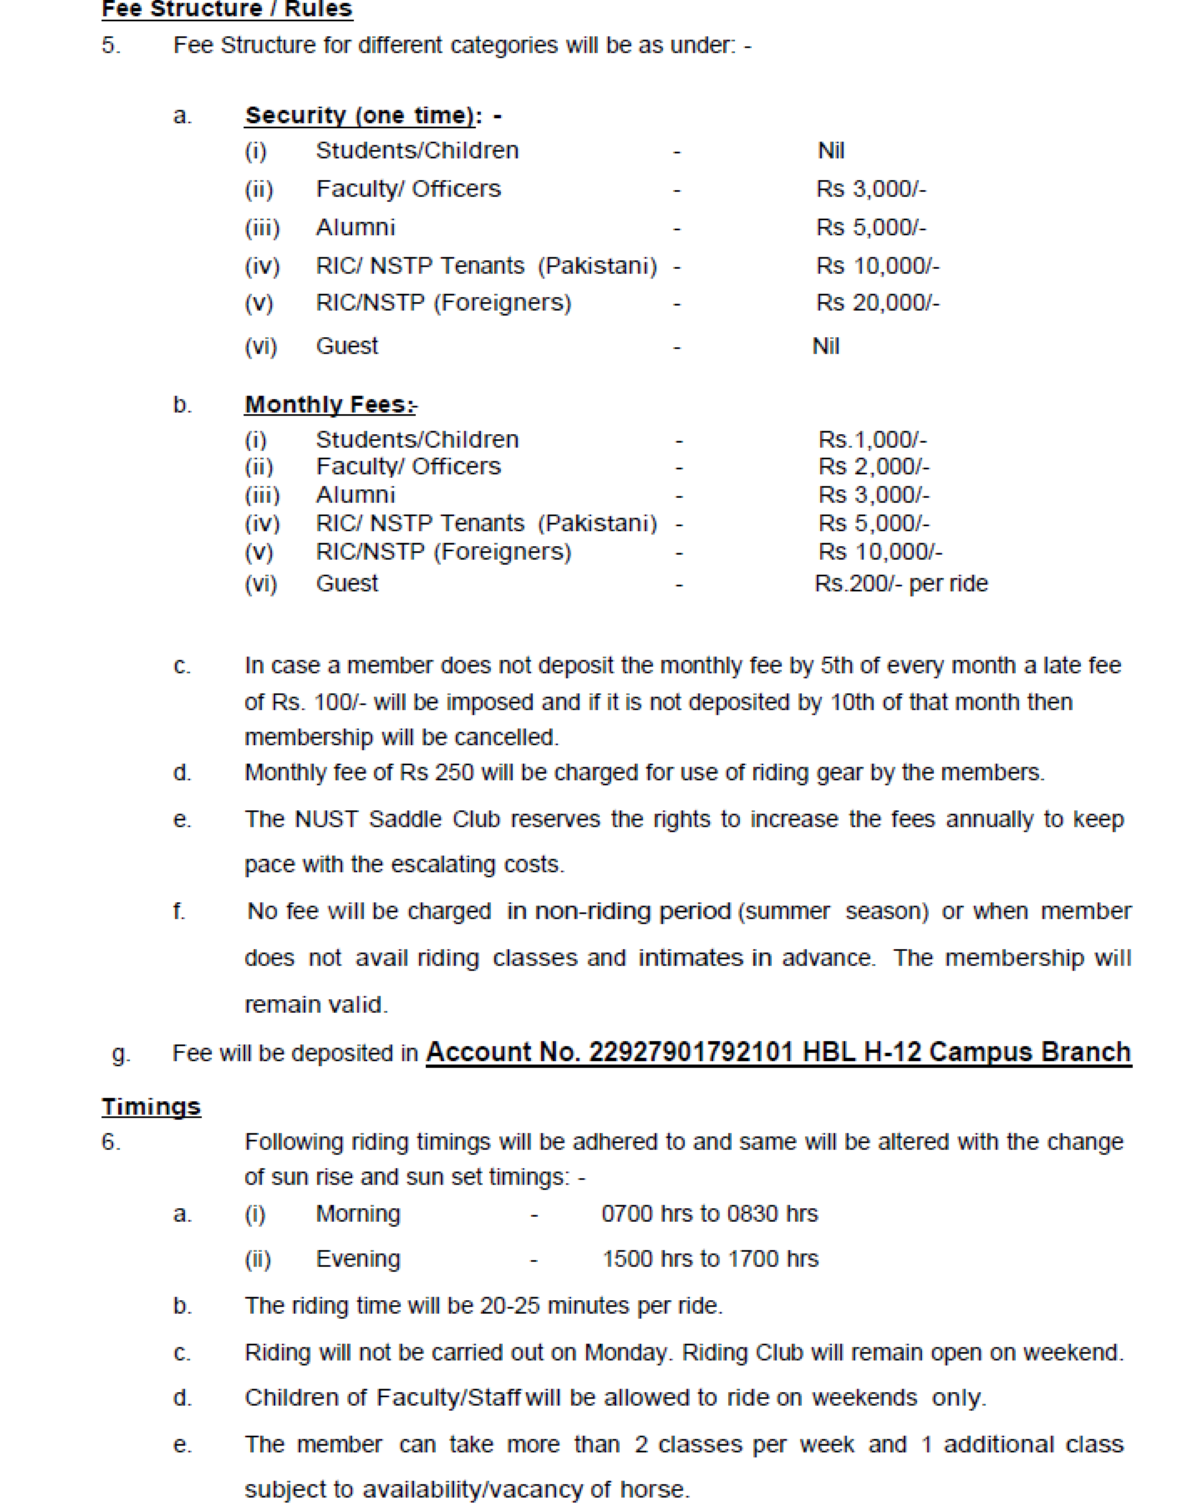 Fee Structure / Rules
5. Fee Structure for different categories will be as under: -
a. Security (one time): -
(i) Students/Children - Nil
(ii) Faculty/ Officers - Rs 3,000/-
(iii) Alumni - Rs 5,000/-
(iv) RIC/ NSTP Tenants (Pakistani) - Rs 10,000/-
(v) RIC/NSTP (Foreigners) - Rs 20,000/-
(vi) Guest - Nil
b. Monthly Fees:-
(i) Students/Children - Rs.1,000/-
(ii) Faculty/ Officers - Rs 2,000/-
(iii) Alumni - Rs 3,000/-
(iv) RIC/ NSTP Tenants (Pakistani) - Rs 5,000/-
(v) RIC/NSTP (Foreigners) - Rs 10,000/-
(vi) Guest - Rs.200/- per ride
c. In case a member does not deposit the monthly fee by 5th of every month a late fee
of Rs. 100/- will be imposed and if it is not deposited by 10th of that month then
membership will be cancelled.
d. Monthly fee of Rs 250 will be charged for use of riding gear by the members.
e. The NUST Saddle Club reserves the rights to increase the fees annually to keep
pace with the escalating costs.
f. No fee will be charged in non-riding period (summer season) or when member
does not avail riding classes and intimates in advance. The membership will
remain valid.
g. Fee will be deposited in Account No. 22927901792101 HBL H-12 Campus Branch
Timings
6. Following riding timings will be adhered to and same will be altered with the change
of sun rise and sun set timings: -
a. (i) Morning - 0700 hrs to 0830 hrs
(ii) Evening - 1500 hrs to 1700 hrs
b. The riding time will be 20-25 minutes per ride.
c. Riding will not be carried out on Monday. Riding Club will remain open on weekend.
d. Children of Faculty/Staff will be allowed to ride on weekends only.
e. The member can take more than 2 classes per week and 1 additional class
subject to availability/vacancy of horse.